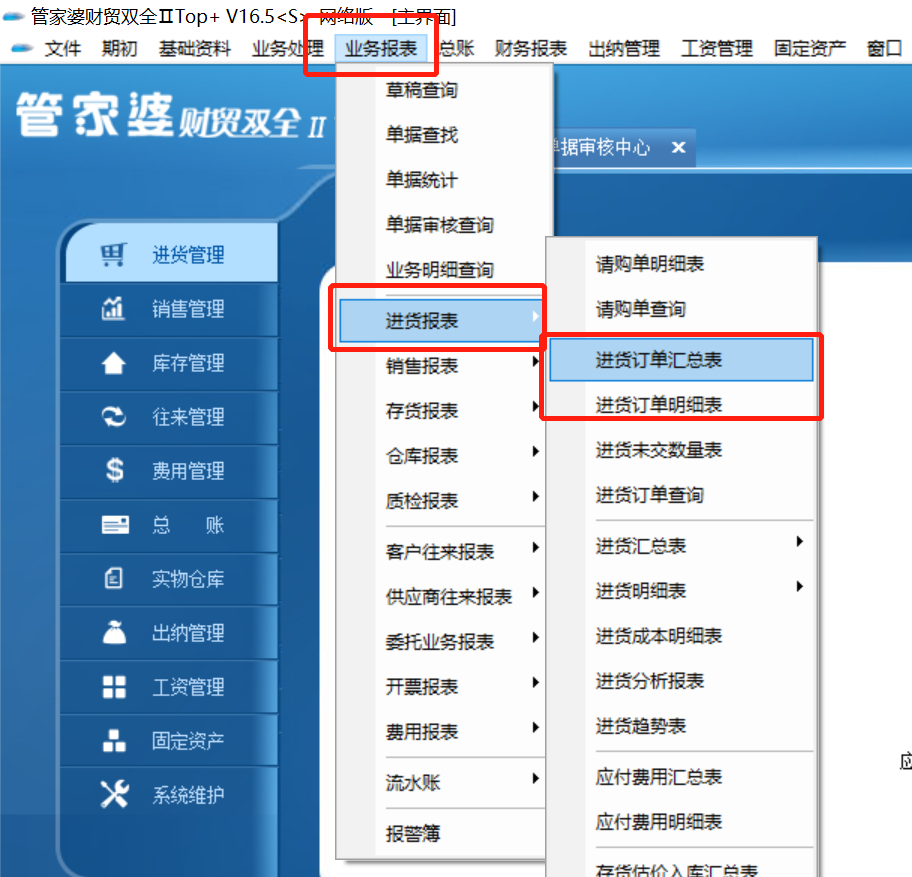 管家婆财贸双全ⅡTop+ V16.5<S> 网络版 [主界面]
文件 期初 基础资料 业务处理 业务报表 总账 财务报表 出纳管理 工资管理 固定资产 窗口
管家婆 财贸双全 II
单据审核中心 ×
进货管理
销售管理
库存管理
往来管理
费用管理
总 账
实物仓库
出纳管理
工资管理
固定资产
系统维护
草稿查询
单据查找
单据统计
单据审核查询
业务明细查询
进货报表
销售报表
存货报表
仓库报表
质检报表
客户往来报表
供应商往来报表
委托业务报表
开票报表
费用报表
流水账
报警簿
请购单明细表
请购单查询
进货订单汇总表
进货订单明细表
进货未交数量表
进货订单查询
进货汇总表
进货明细表
进货成本明细表
进货分析报表
进货趋势表
应付费用汇总表
应付费用明细表
存货估价入库汇总表
应